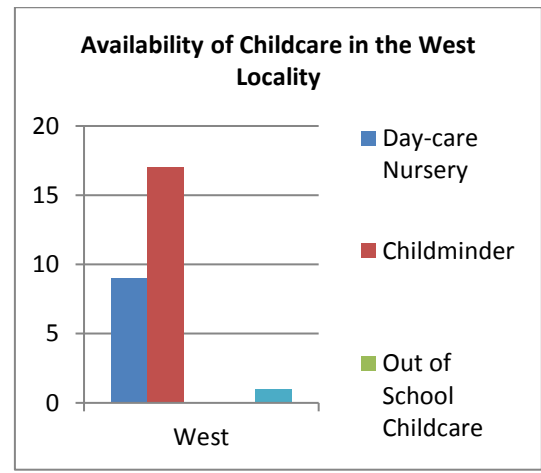 Availability of Childcare in the West
Locality
20
15
10
5
0
West
Day-care
Nursery
Childminder
Out of
School
Childcare